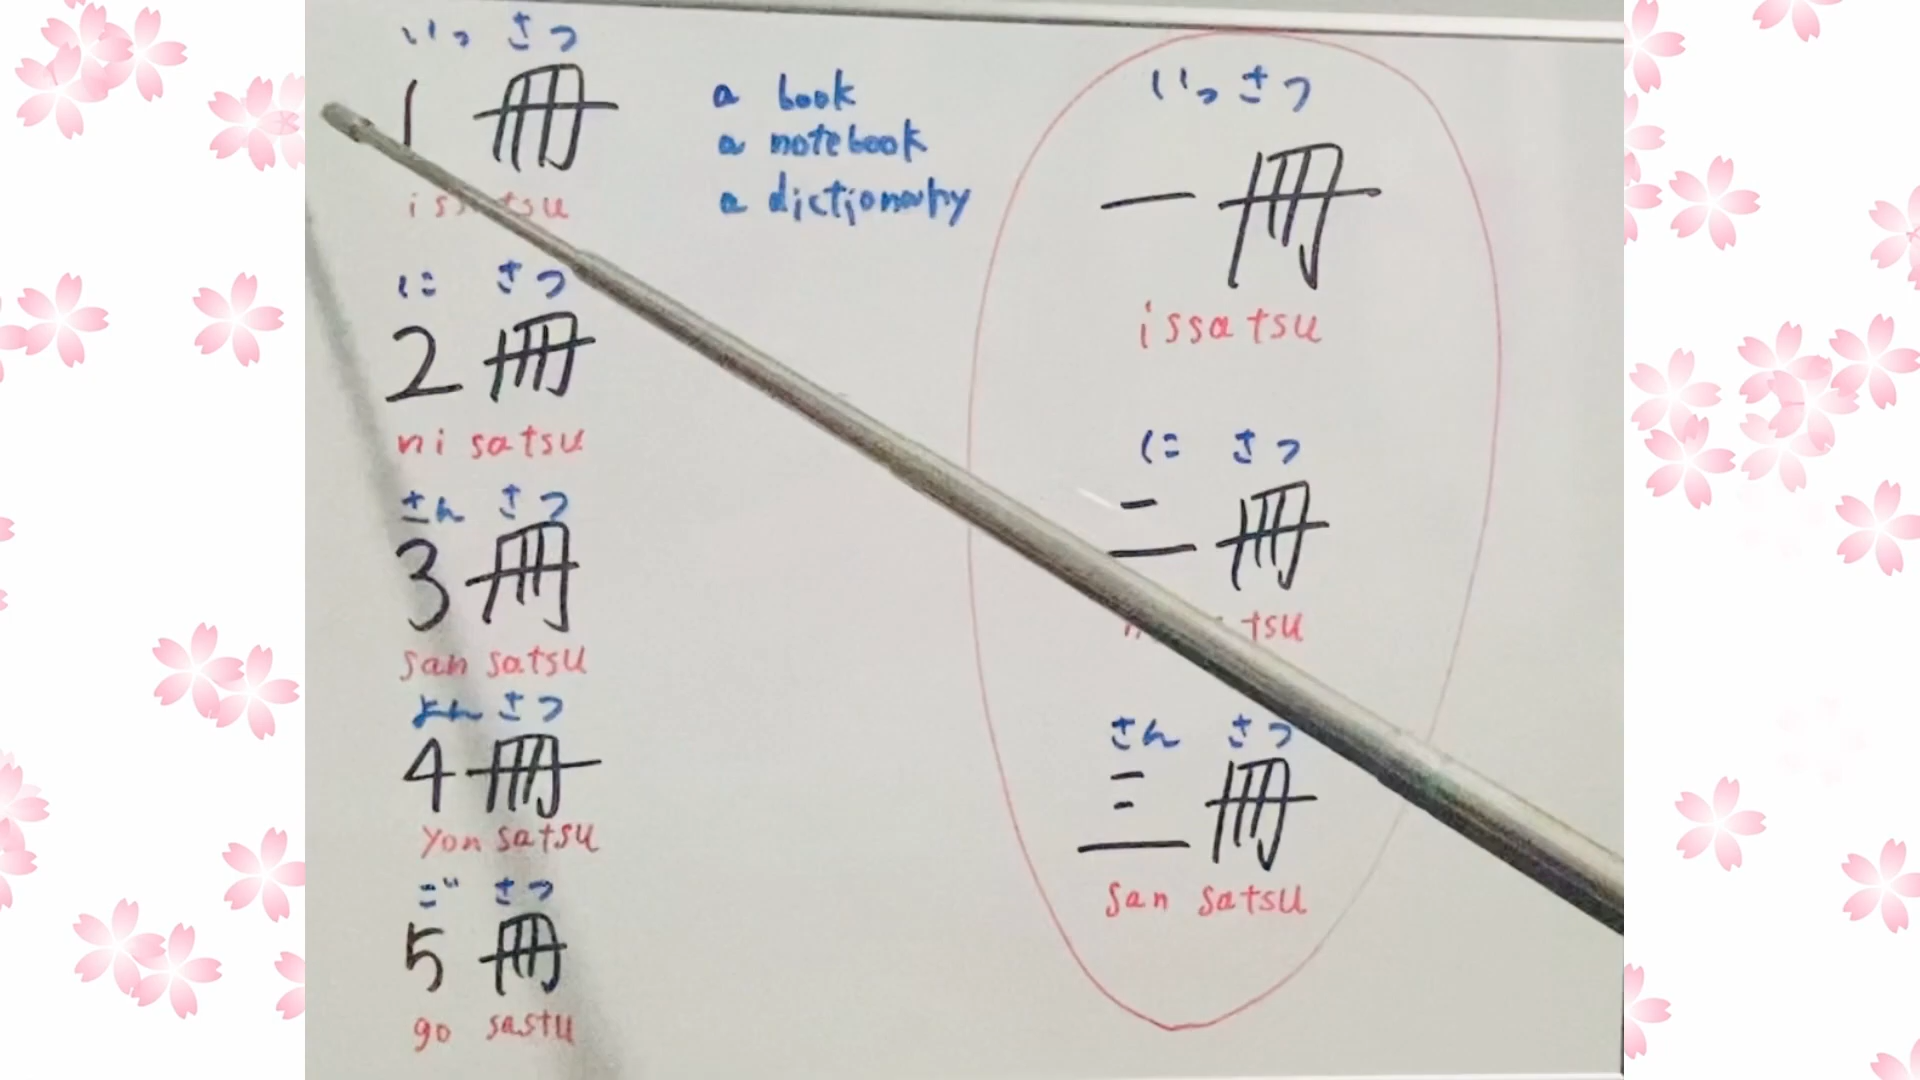 いっ さつ
1 冊
issatsu
a book
a notebook
a dictionary
に さつ
2 冊
ni satsu
さん さつ
3 冊
san satsu
よん さつ
4 冊
yon satsu
ご さつ
5 冊
go sastu
いっ さつ
一 冊
issatsu
に さつ
二 冊
tsu
さん さつ
三 冊
san satsu